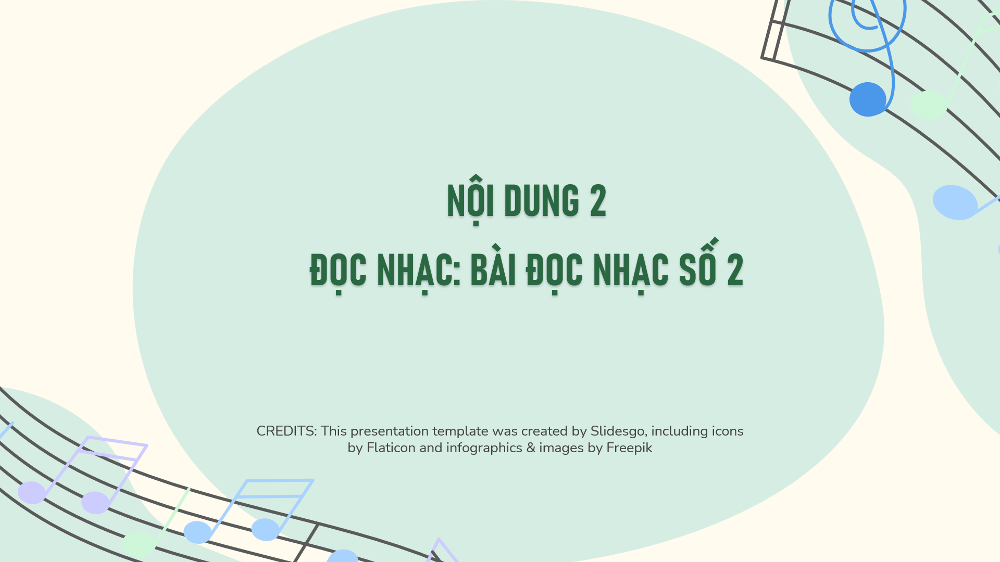 NỘI DUNG 2
ĐỌC NHẠC: BÀI ĐỌC NHẠC SỐ 2
CREDITS: This presentation template was created by Slidesgo, including icons
by Flaticon and infographics & images by Freepik